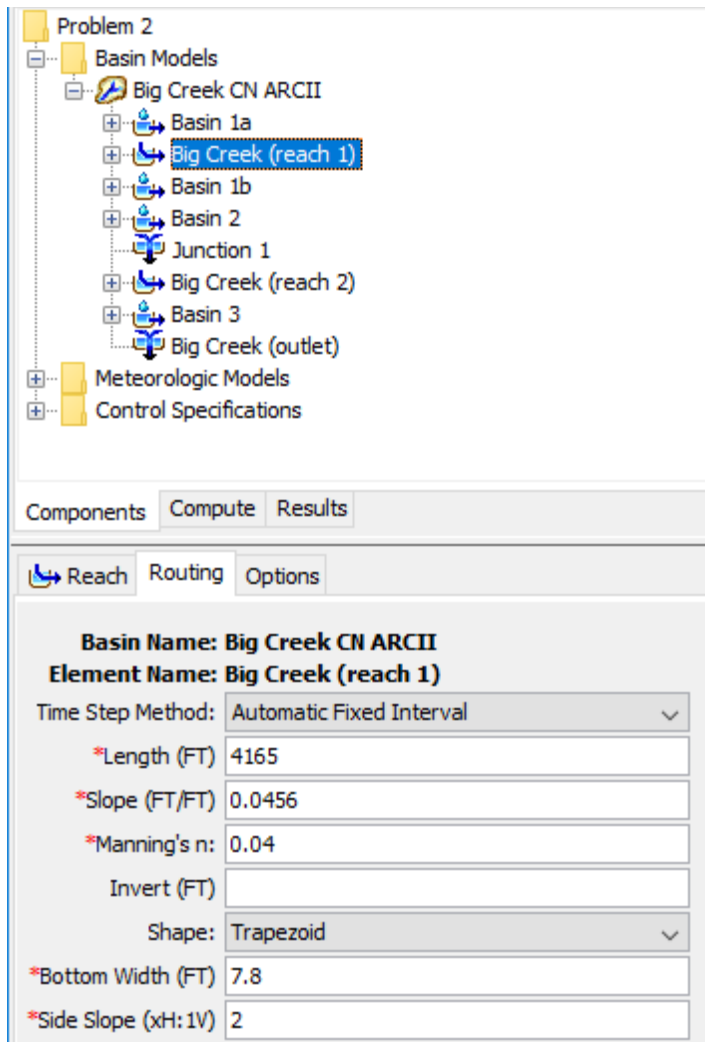 Problem 2
Basin Models
Big Creek CN ARCII
Basin 1a
Big Creek (reach 1)
Basin 1b
Basin 2
Junction 1
Big Creek (reach 2)
Basin 3
Big Creek (outlet)
Meteorologic Models
Control Specifications
Components Compute Results
Reach Routing Options
Basin Name: Big Creek CN ARCII
Element Name: Big Creek (reach 1)
Time Step Method: Automatic Fixed Interval
*Length (FT) 4165
*Slope (FT/FT) 0.0456
*Manning's n: 0.04
Invert (FT)
Shape: Trapezoid
*Bottom Width (FT) 7.8
*Side Slope (xH:1V) 2